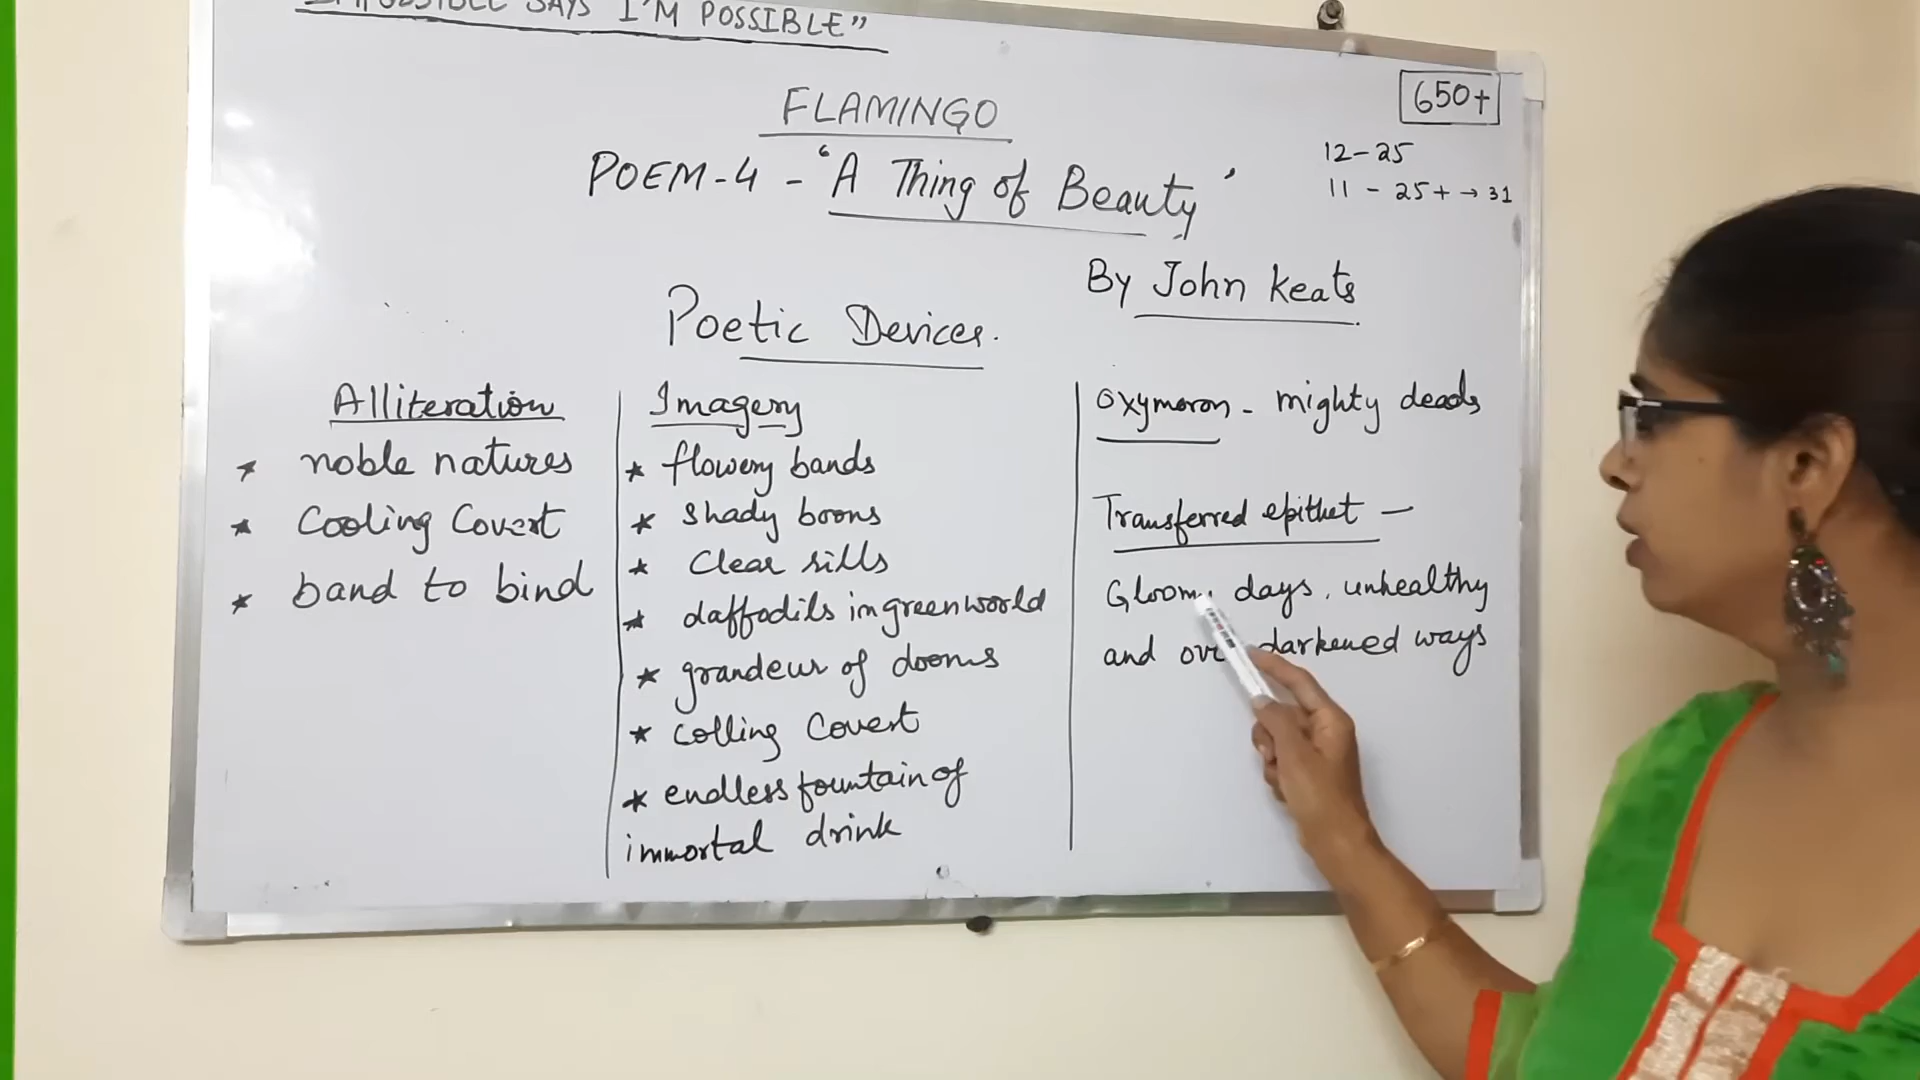 SAYS I'M POSSIBLE"
650+
FLAMINGO
12-25
POEM-4 - 'A Thing of Beauty'
11 - 25+ → 31
By John Keats
Poetic Devices.
Alliteration
* noble natures
* Cooling Covert
* band to bind
Imagery
* flowery bands
* Shady boons
* Clear rills
* daffodils in green world
* grandeur of dooms
* colling Covert
* endless fountain of
immortal drink
Oxymoron - mighty deads
Transferred epithet -
days, unhealthy
and darkened ways